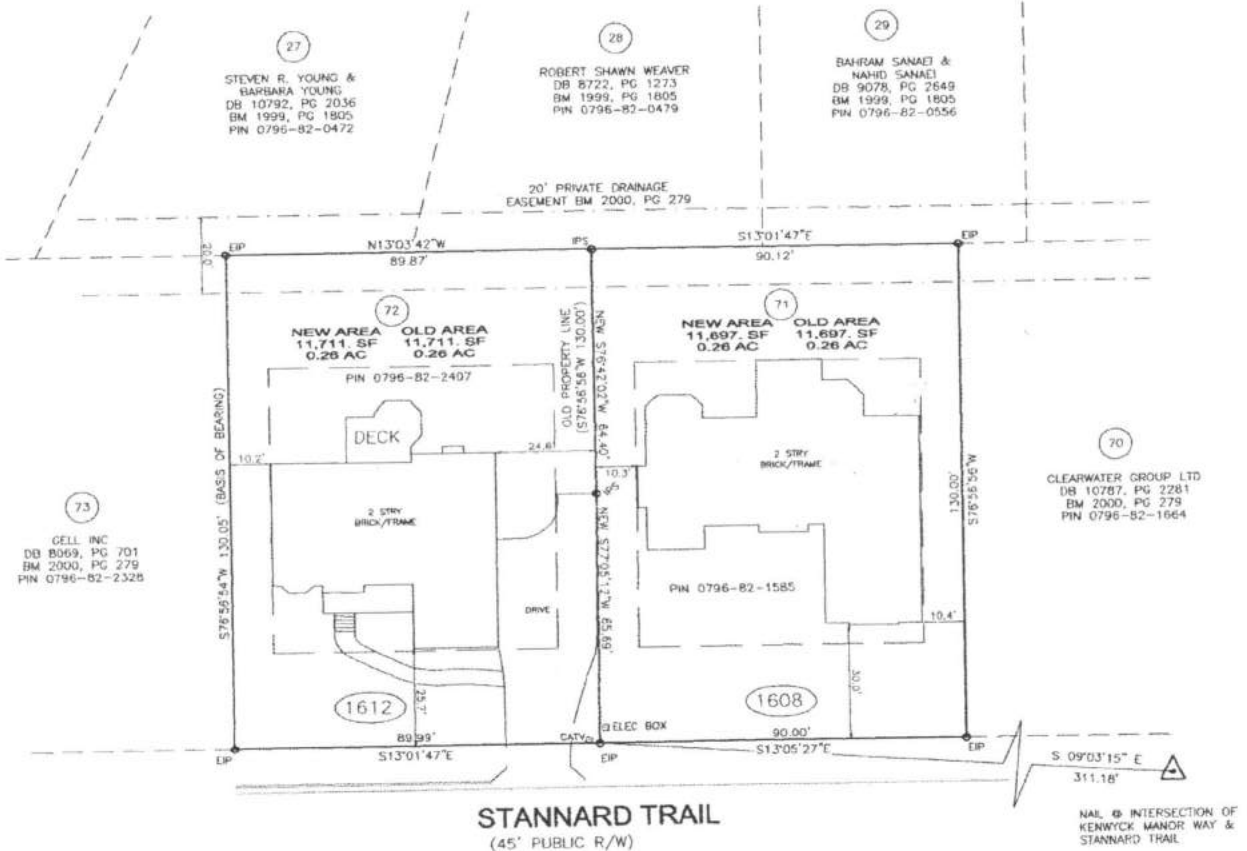 27
STEVEN R. YOUNG &
BARBARA YOUNG
DB 10792, PG 2036
BM 1999, PG 1805
PIN 0796-82-0472
28
ROBERT SHAWN WEAVER
DB 8722, PG 1273
BM 1999, PG 1805
PIN 0796-82-0479
29
BAHRAM SANAEI &
NAHID SANAEI
DB 9078, PG 2649
BM 1999, PG 1805
PIN 0796-82-0556
20' PRIVATE DRAINAGE
EASEMENT BM 2000, PG 279
20.0'
EIP
N13°03'42"W
89.87'
IPS
S13°01'47"E
90.12'
EIP
72
NEW AREA OLD AREA
11,711. SF 11,711. SF
0.26 AC 0.26 AC
PIN 0796-82-2407
OLD PROPERTY LINE
(S76°56'56"W 130.00')
NEW S76°42'02"W 64.40'
71
NEW AREA OLD AREA
11,697. SF 11,697. SF
0.26 AC 0.26 AC
S76°56'54"W 130.05' (BASIS OF BEARING)
DECK
10.2'
24.6'
10.3'
IPS
2 STRY
BRICK/FRAME
2 STRY
BRICK/FRAME
130.00'
S76°56'56"W
70
CLEARWATER GROUP LTD
DB 10787, PG 2281
BM 2000, PG 279
PIN 0796-82-1664
73
GELL INC
DB 8069, PG 701
BM 2000, PG 279
PIN 0796-82-2328
NEW S77°05'12"W 65.69'
DRIVE
PIN 0796-82-1585
10.4'
1612
25.7'
1608
30.0'
ELEC BOX
CATV
89.99'
S13°01'47"E
EIP
EIP
90.00'
S13°05'27"E
EIP
S 09°03'15" E
311.18'
NAIL @ INTERSECTION OF
KENWYCK MANOR WAY &
STANNARD TRAIL
STANNARD TRAIL
(45' PUBLIC R/W)